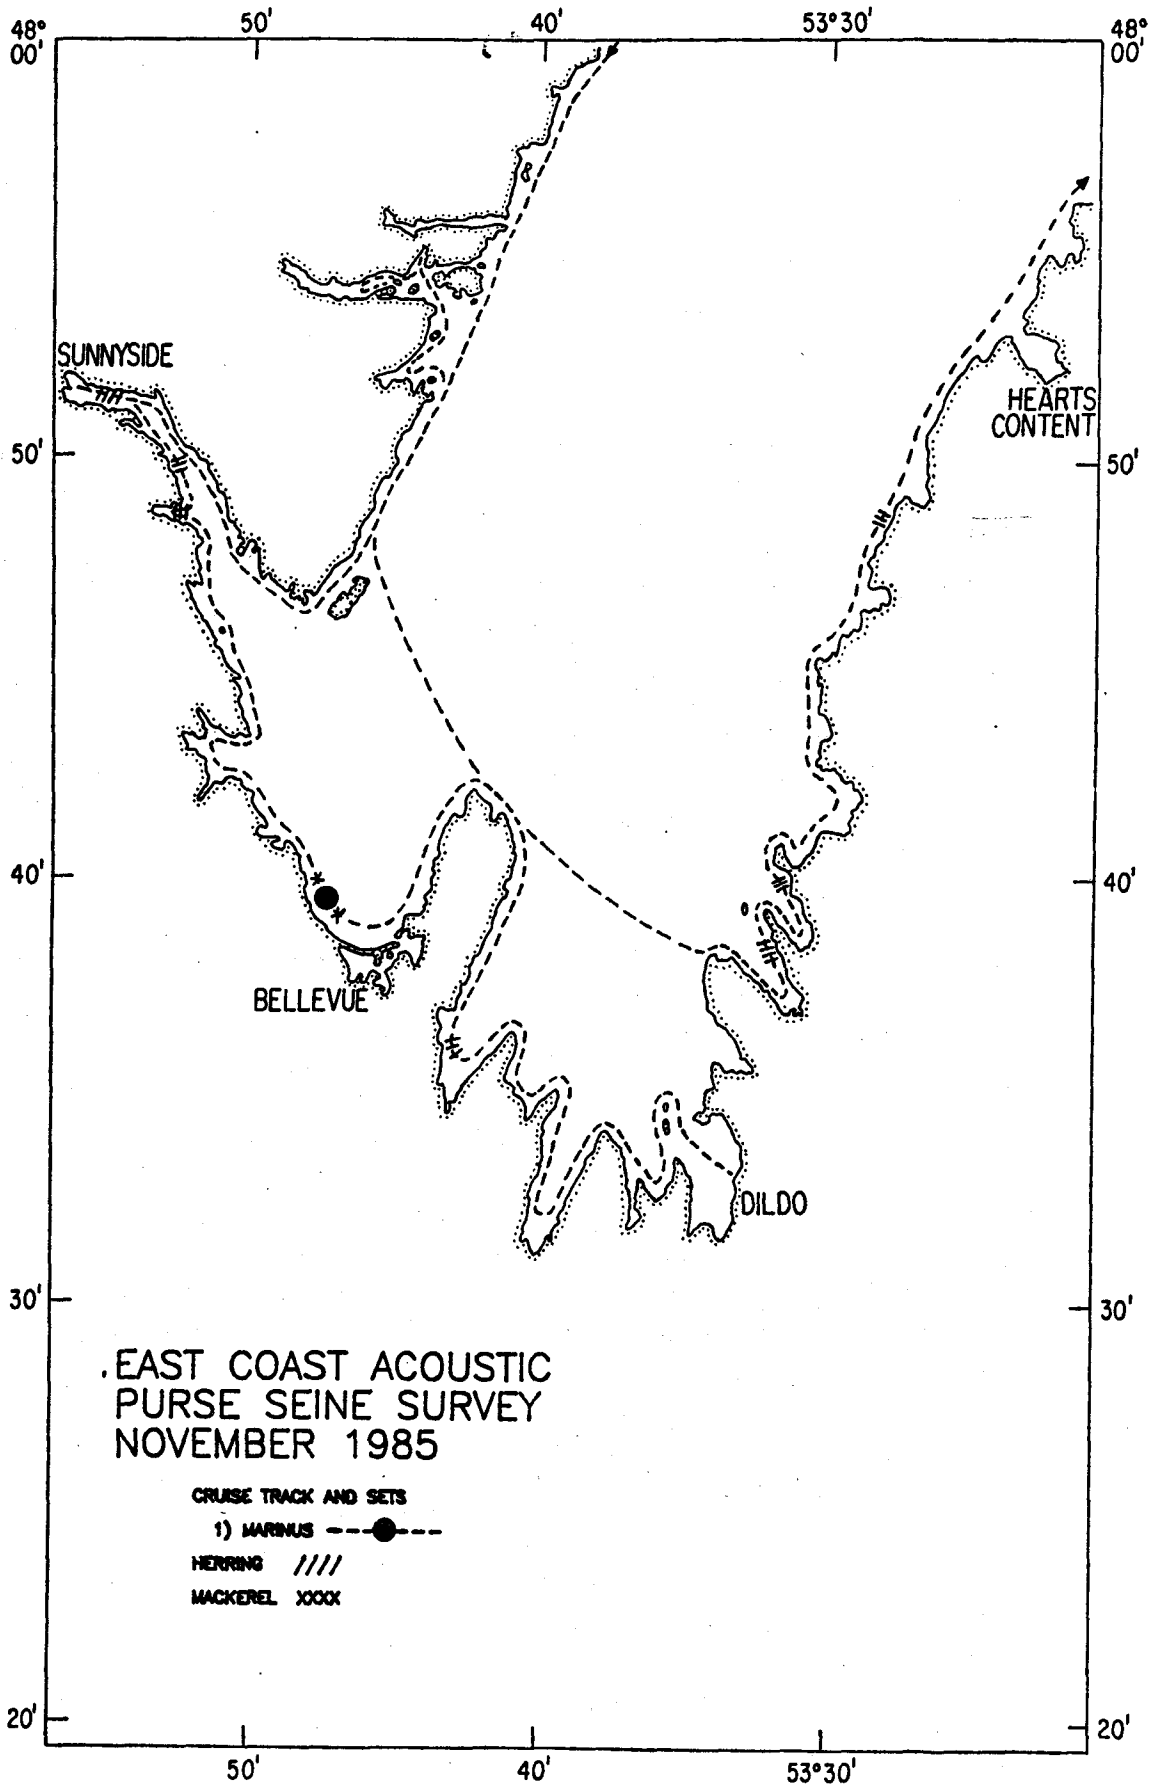 50' 40' 53°30'
48° 00' 48° 00'
SUNNYSIDE
HEARTS
CONTENT
50' 50'
40' 40'
BELLEVUE
DILDO
30' 30'
EAST COAST ACOUSTIC
PURSE SEINE SURVEY
NOVEMBER 1985
CRUISE TRACK AND SETS
1) MARINUS
HERRING ////
MACKEREL XXXX
20' 20'
50' 40' 53°30'